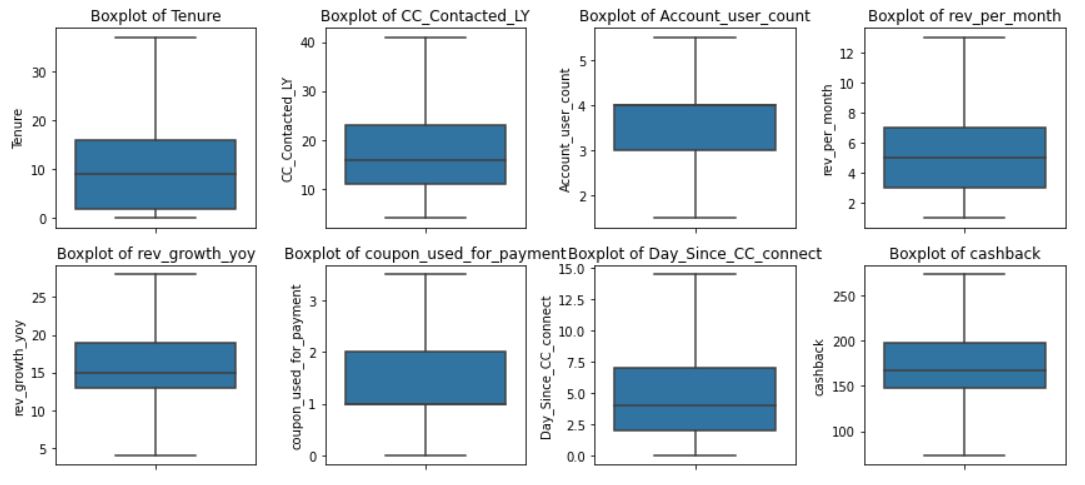 Boxplot of Tenure
Tenure
30
20
10
0
Boxplot of CC_Contacted_LY
CC_Contacted_LY
40
30
20
10
Boxplot of Account_user_count
Account_user_count
5
4
3
2
Boxplot of rev_per_month
rev_per_month
12
10
8
6
4
2
Boxplot of rev_growth_yoy
rev_growth_yoy
25
20
15
10
5
Boxplot of coupon_used_for_payment
coupon_used_for_payment
3
2
1
0
Boxplot of Day_Since_CC_connect
Day_Since_CC_connect
15.0
12.5
10.0
7.5
5.0
2.5
0.0
Boxplot of cashback
cashback
250
200
150
100